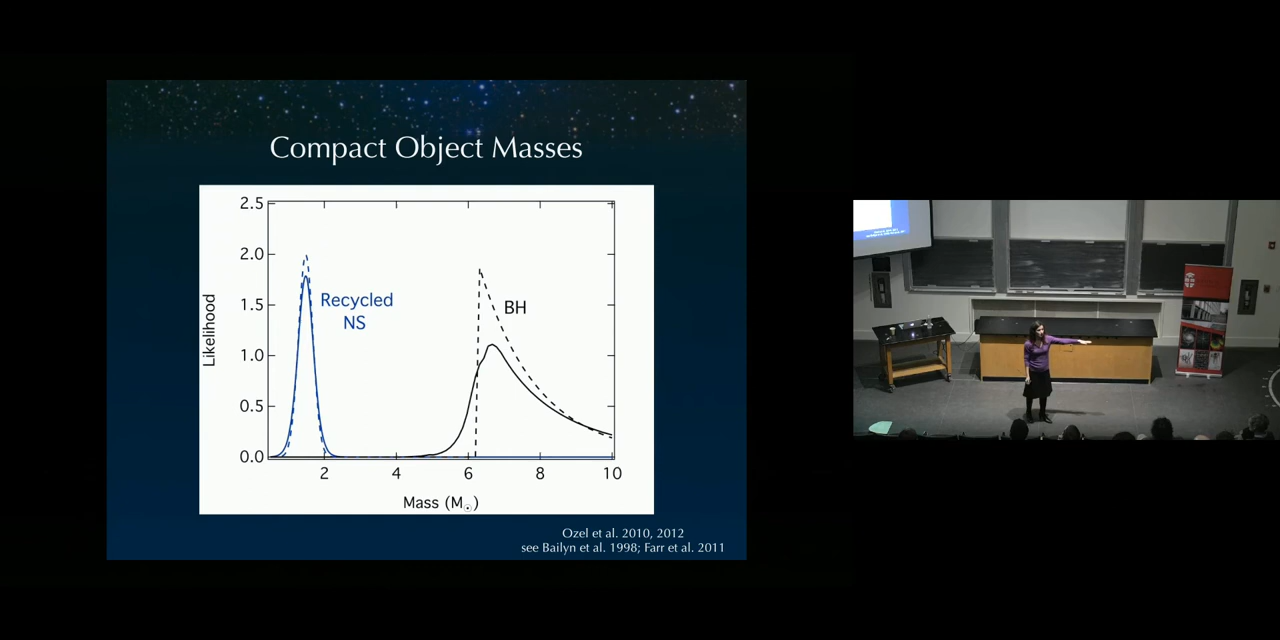 Compact Object Masses
2.5
2.0
1.5
1.0
0.5
0.0
Likelihood
Recycled
NS
BH
2 4 6 8 10
Mass (M☉)
Ozel et al. 2010, 2012
see Bailyn et al. 1998; Farr et al. 2011